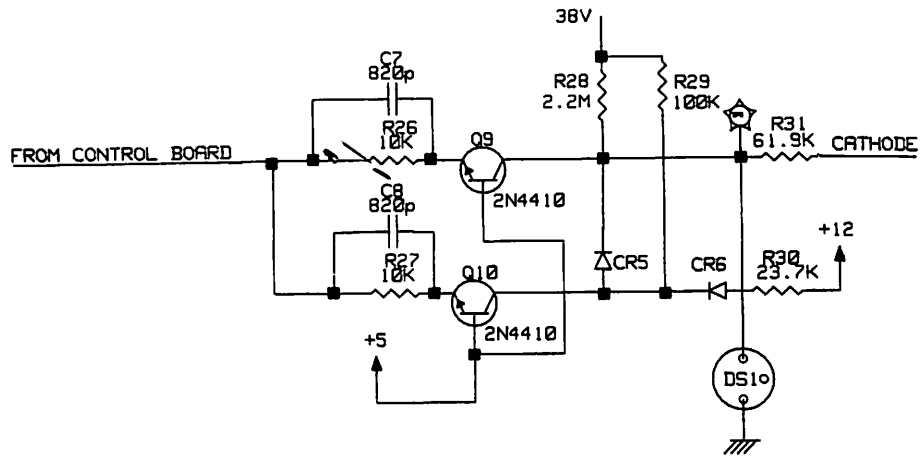 38V
C7
820p
R28
2.2M
R29
100K
R26
10K
Q9
R31
61.9K
FROM CONTROL BOARD
CATHODE
2N4410
C8
820p
+12
CR5
CR6
R30
23.7K
R27
10K
Q10
2N4410
+5
DS1